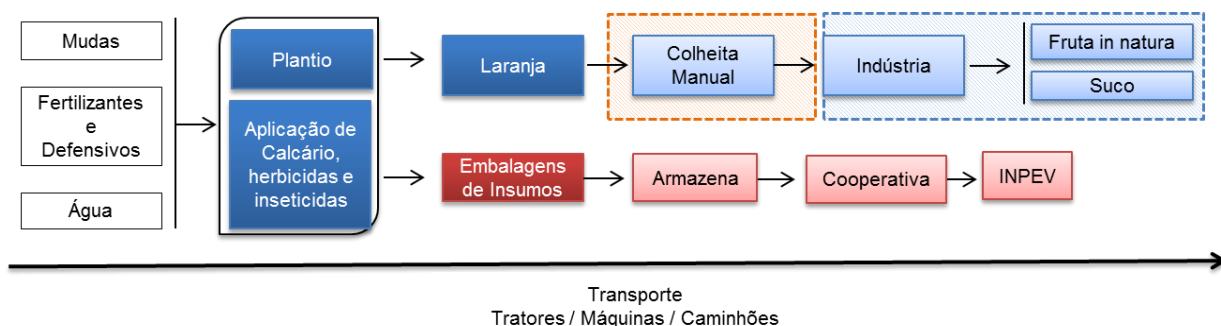 Mudas
Fertilizantes
e
Defensivos
Água
Plantio
Aplicação de
Calcário,
herbicidas e
inseticidas
Laranja
Colheita
Manual
Indústria
Fruta in natura
Suco
Embalagens
de Insumos
Armazena
Cooperativa
INPEV
Transporte
Tratores / Máquinas / Caminhões